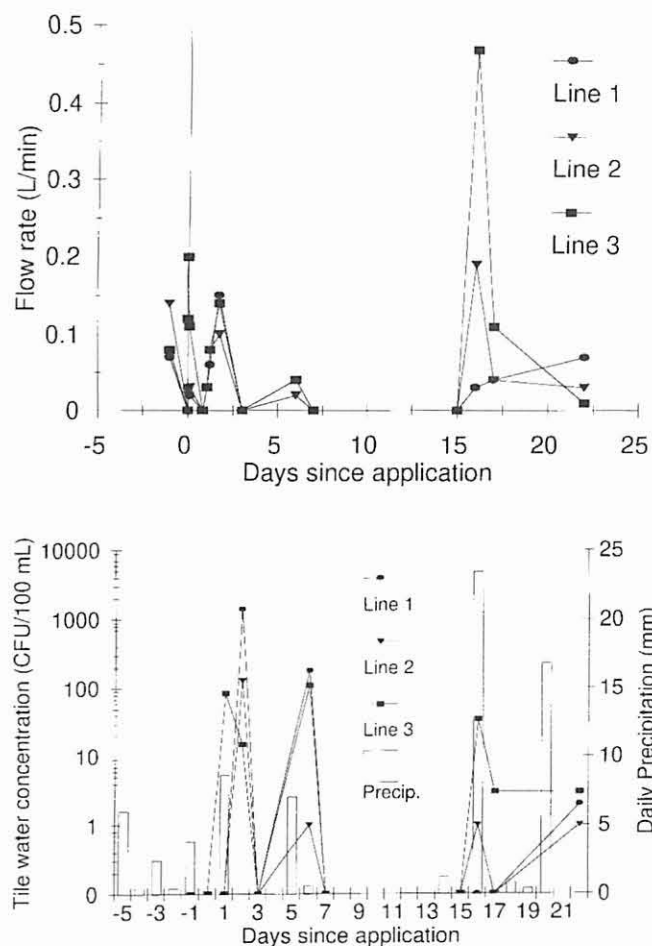 0.5
0.4
0.3
0.2
0.1
0
Flow rate (L/min)
Line 1
Line 2
Line 3
-5 0 5 10 15 20 25
Days since application
10000
1000
100
10
1
0
Tile water concentration (CFU/100 mL)
Line 1
Line 2
Line 3
Precip.
25
20
15
10
5
0
Daily Precipitation (mm)
-5 -3 -1 1 3 5 7 9 11 13 15 17 19 21
Days since application